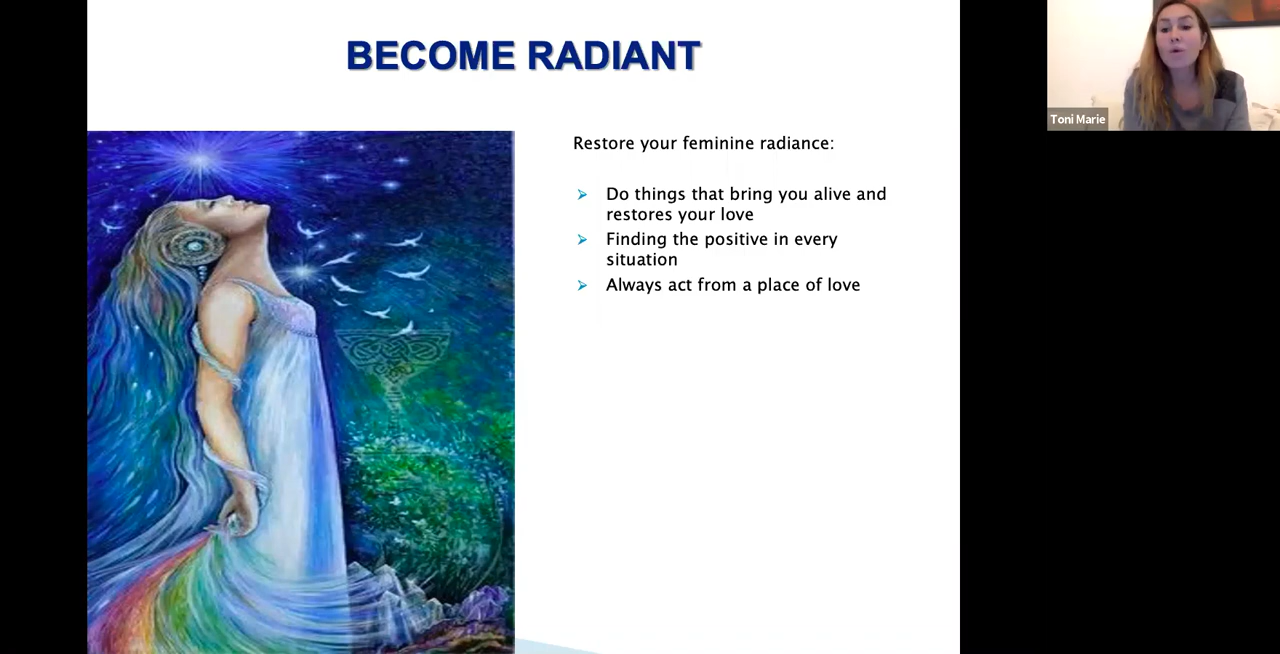 BECOME RADIANT
Toni Marie
Restore your feminine radiance:
➢ Do things that bring you alive and
restores your love
➢ Finding the positive in every
situation
➢ Always act from a place of love